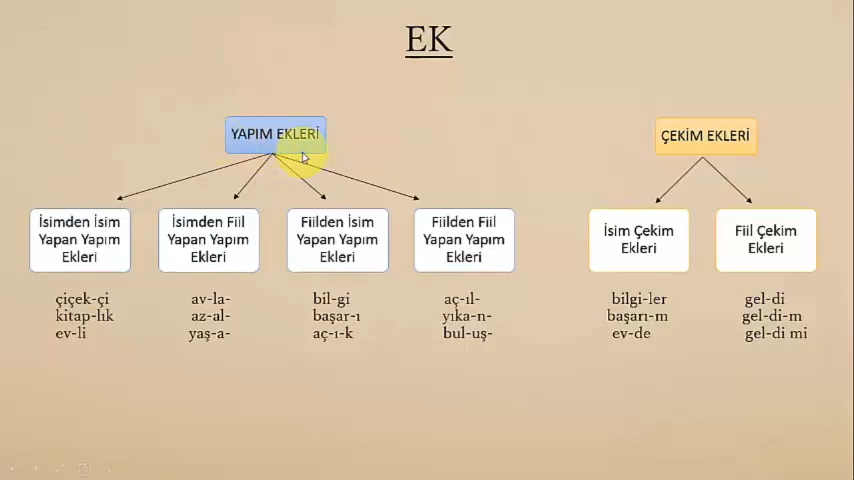 EK
YAPIM EKLERİ
ÇEKİM EKLERİ
İsimden İsim
Yapan Yapım
Ekleri
İsimden Fiil
Yapan Yapım
Ekleri
Fiilden İsim
Yapan Yapım
Ekleri
Fiilden Fiil
Yapan Yapım
Ekleri
İsim Çekim
Ekleri
Fiil Çekim
Ekleri
çiçek-çi
kitap-lık
ev-li
av-la-
az-al-
yaş-a-
bil-gi
başar-ı
aç-ı-k
aç-ıl-
yıka-n-
bul-uş-
bilgi-ler
başarı-m
ev-de
gel-di
gel-di-m
gel-di mi